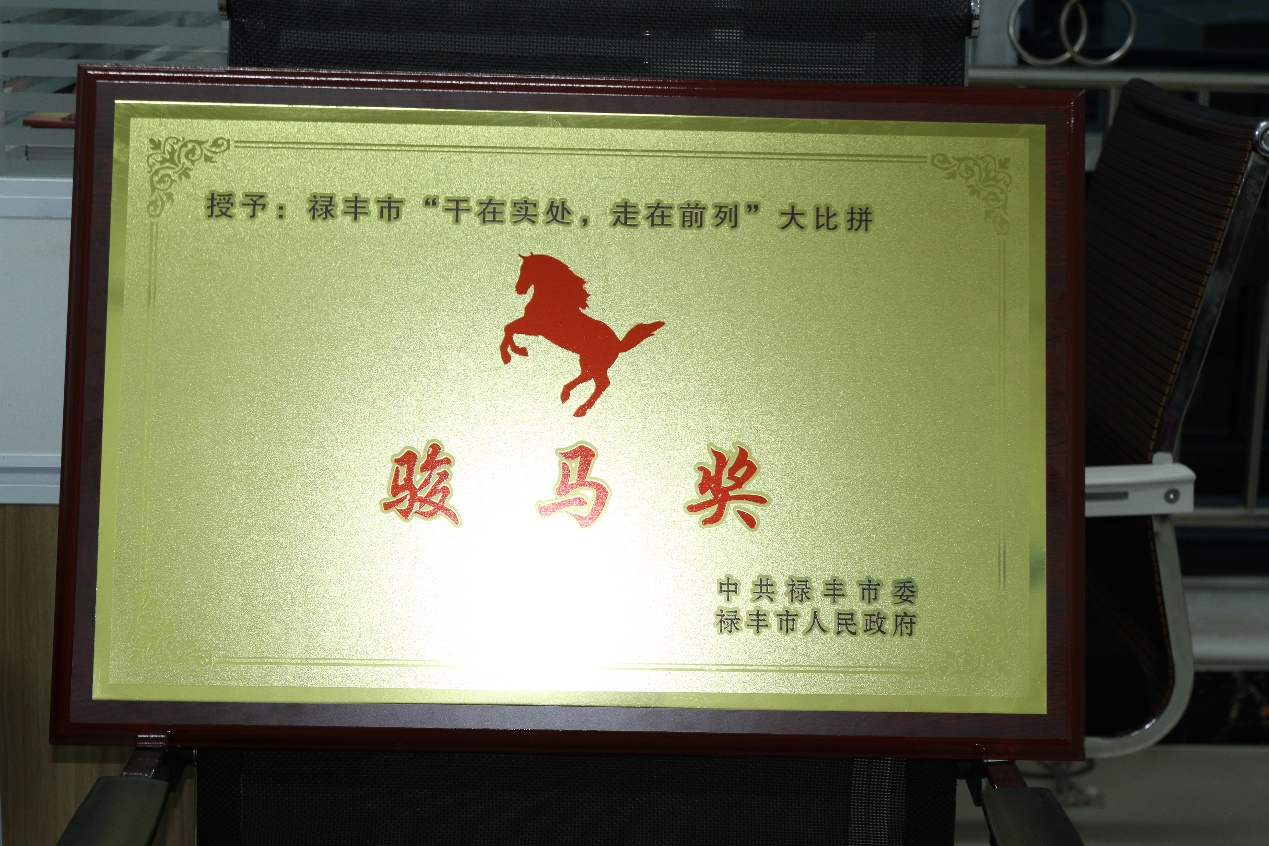 授予：禄丰市“干在实处，走在前列”大比拼
骏马奖
中共禄丰市委
禄丰市人民政府